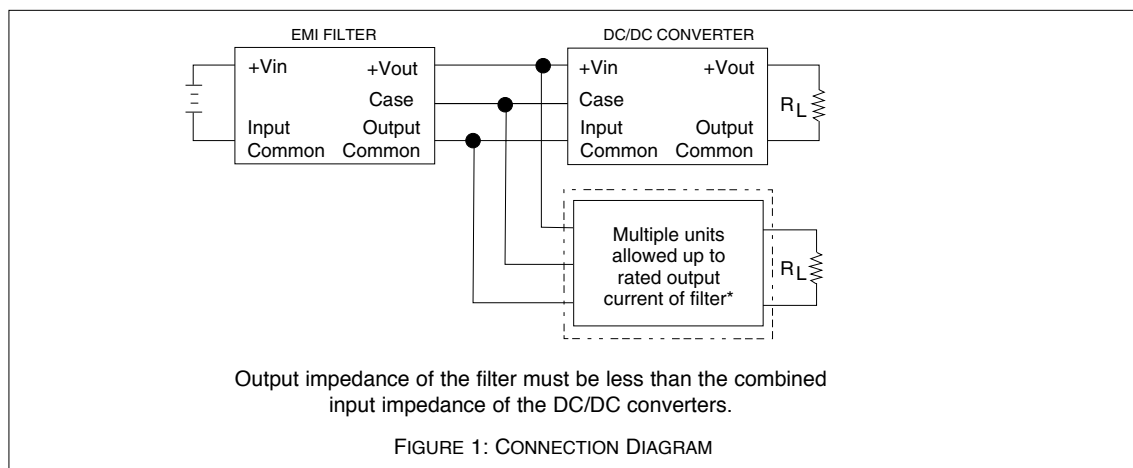 EMI FILTER
DC/DC CONVERTER
+Vin
+Vout
Case
Input
Common
Output
Common
+Vin
+Vout
Case
Input
Common
Output
Common
RL
Multiple units
allowed up to
rated output
current of filter*
RL
Output impedance of the filter must be less than the combined
input impedance of the DC/DC converters.
FIGURE 1: CONNECTION DIAGRAM